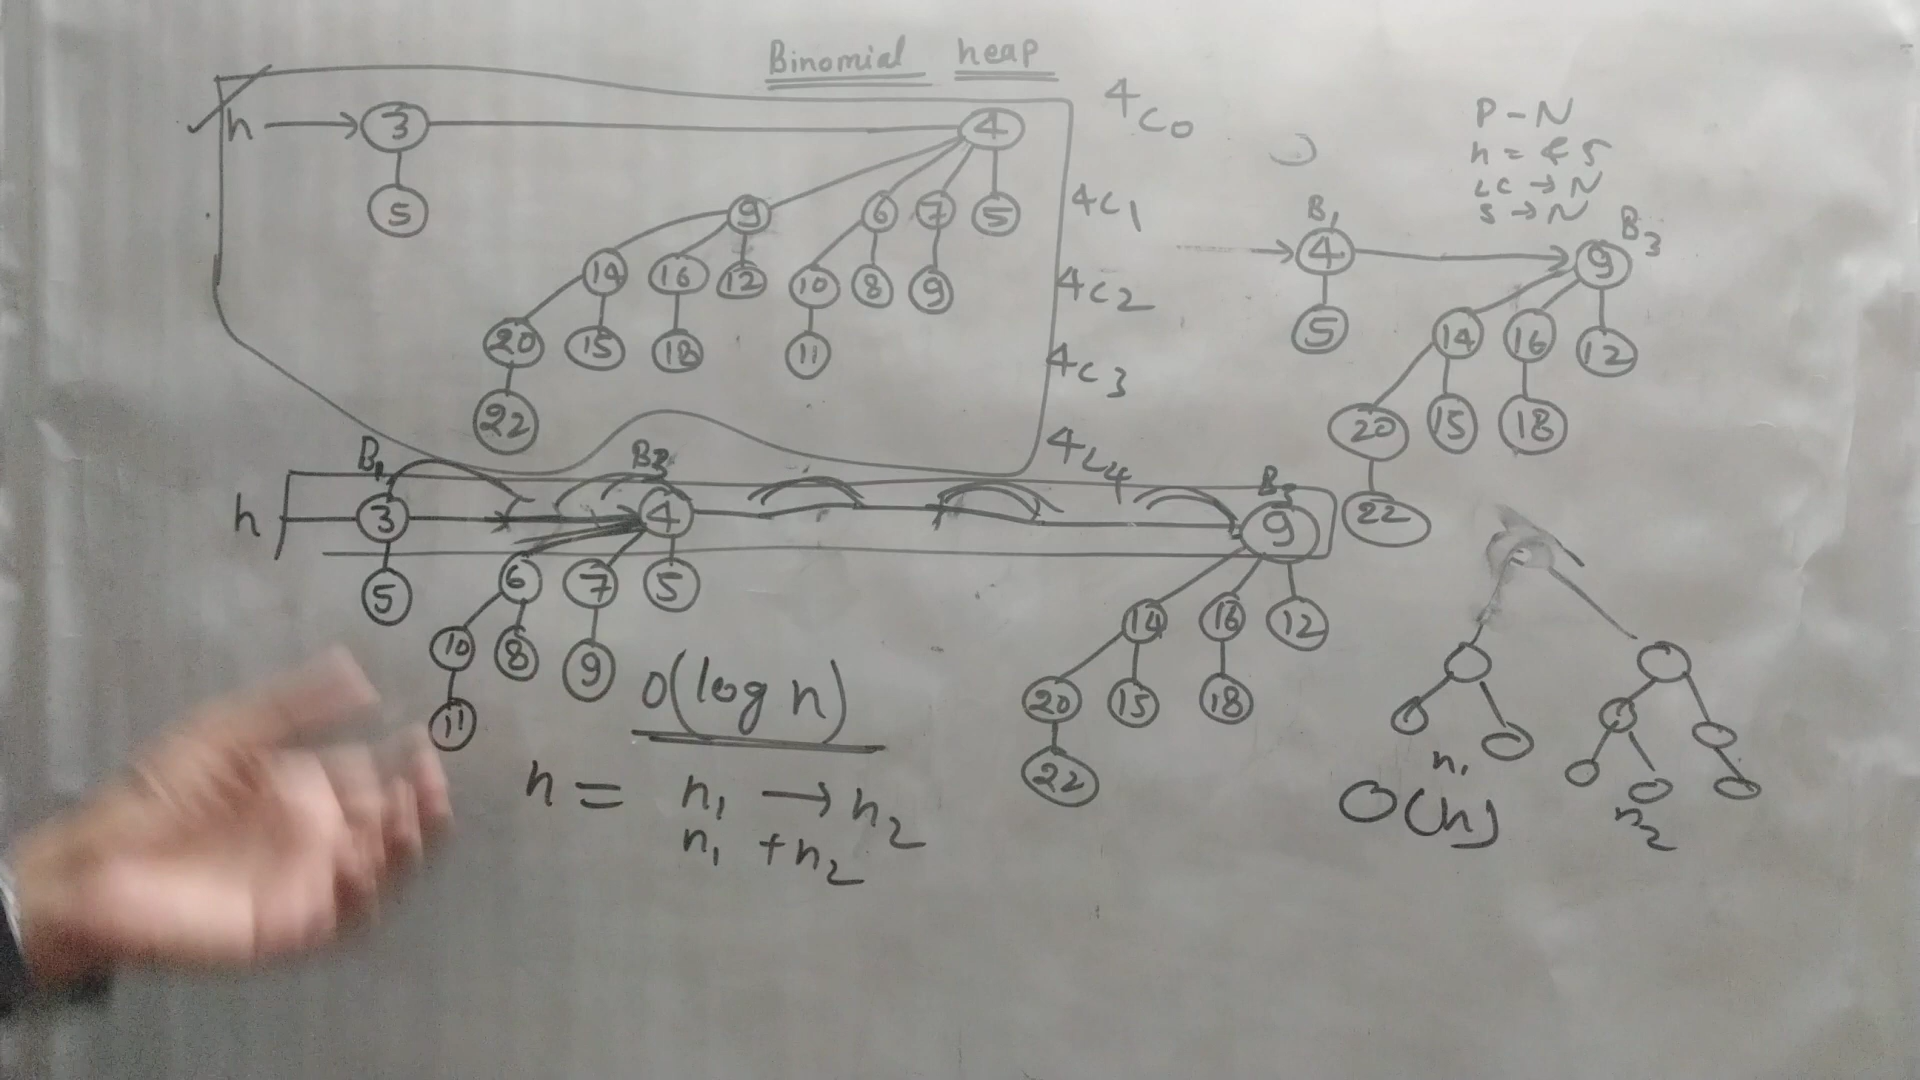 Binomial heap
h → 3 4
5
9 6 7 5
14 16 12 10 8 9
20 15 18 11
22
4C0
4C1
4C2
4C3
4C4
P - N
LC → N
S → N
B1 B3
4 9
5 14 16 12
20 15 18
22
B1
h 3 4 9
5 6 7 5
10 8 9
11
14 16 12
20 15 18
22
O(log n)
n = n1 → n2
n1 + n2
n1
n2
O(n)